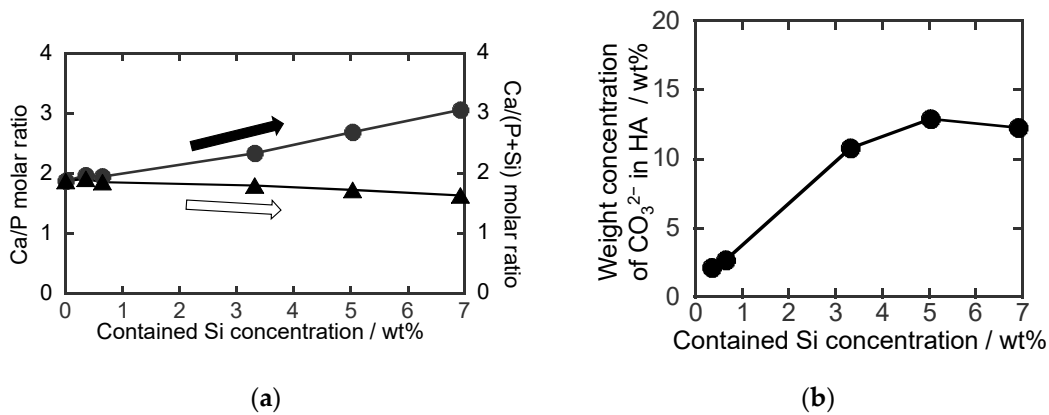 4
3
2
1
0
Ca/P molar ratio
4
3
2
1
0
Ca/(P+Si) molar ratio
0 1 2 3 4 5 6 7
Contained Si concentration / wt%
(a)
20
15
10
5
0
Weight concentration
of CO₃²⁻ in HA / wt%
0 1 2 3 4 5 6 7
Contained Si concentration / wt%
(b)